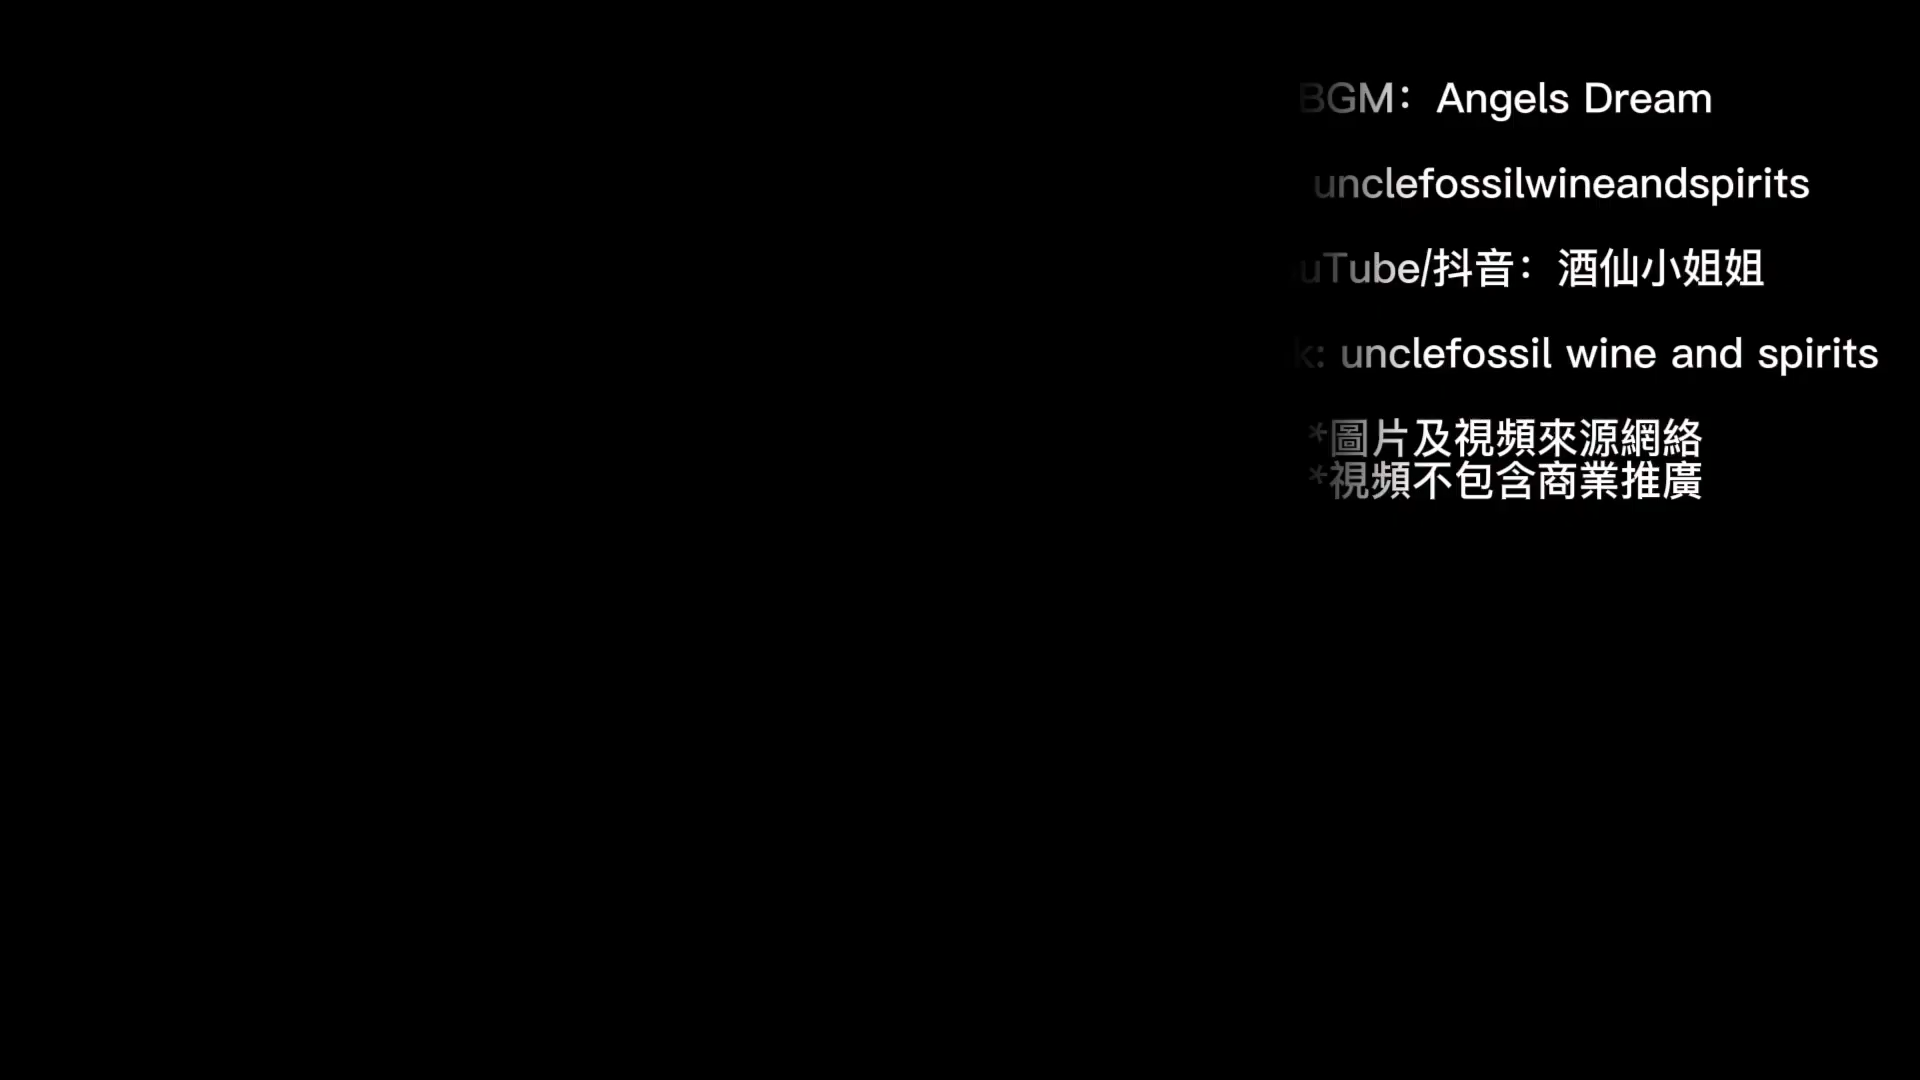 BGM：Angels Dream
unclefossilwineandspirits
uTube/抖音：酒仙小姐姐
k: unclefossil wine and spirits
*圖片及視頻來源網絡
*視頻不包含商業推廣